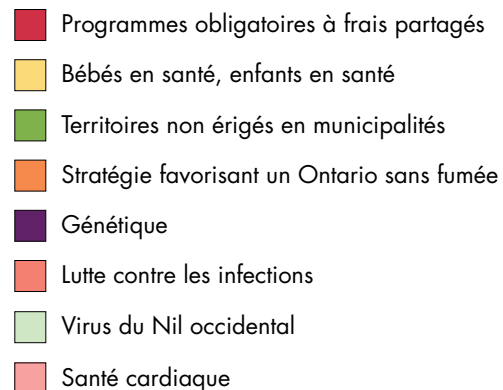 Programmes obligatoires à frais partagés
Bébés en santé, enfants en santé
Territoires non érigés en municipalités
Stratégie favorisant un Ontario sans fumée
Génétique
Lutte contre les infections
Virus du Nil occidental
Santé cardiaque